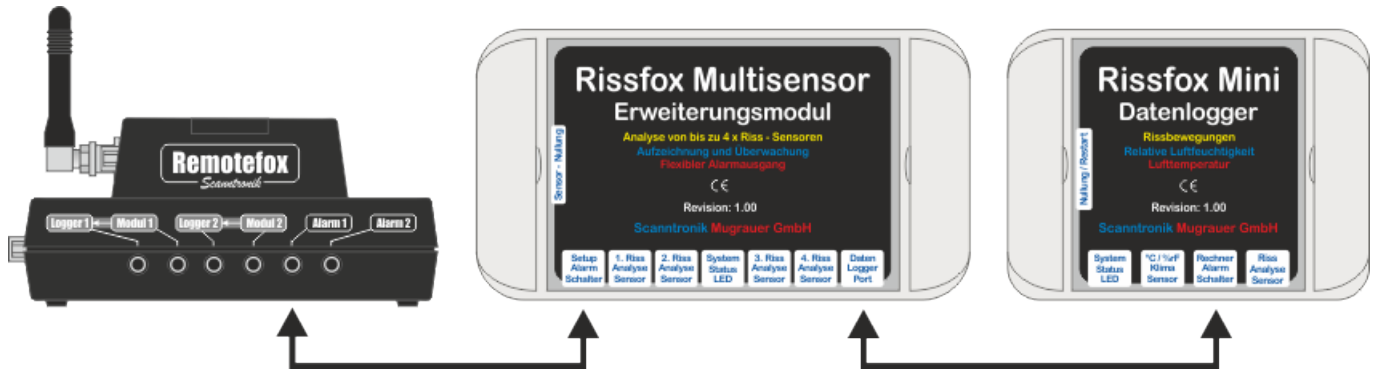 Remotefox
Scanntronik
Logger 1
Modul 1
Logger 2
Modul 2
Alarm 1
Alarm 2
Rissfox Multisensor
Erweiterungsmodul
Analyse von bis zu 4 x Riss - Sensoren
Aufzeichnung und Überwachung
Flexibler Alarmausgang
CE
Revision: 1.00
Scanntronik Mugrauer GmbH
Sensor - Nullung
Setup
Alarm
Schalter
1. Riss
Analyse
Sensor
2. Riss
Analyse
Sensor
System
Status
LED
3. Riss
Analyse
Sensor
4. Riss
Analyse
Sensor
Daten
Logger
Port
Rissfox Mini
Datenlogger
Rissbewegungen
Relative Luftfeuchtigkeit
Lufttemperatur
CE
Revision: 1.00
Scanntronik Mugrauer GmbH
Nullung / Restart
System
Status
LED
°C / %rF
Klima
Sensor
Rechner
Alarm
Schalter
Riss
Analyse
Sensor